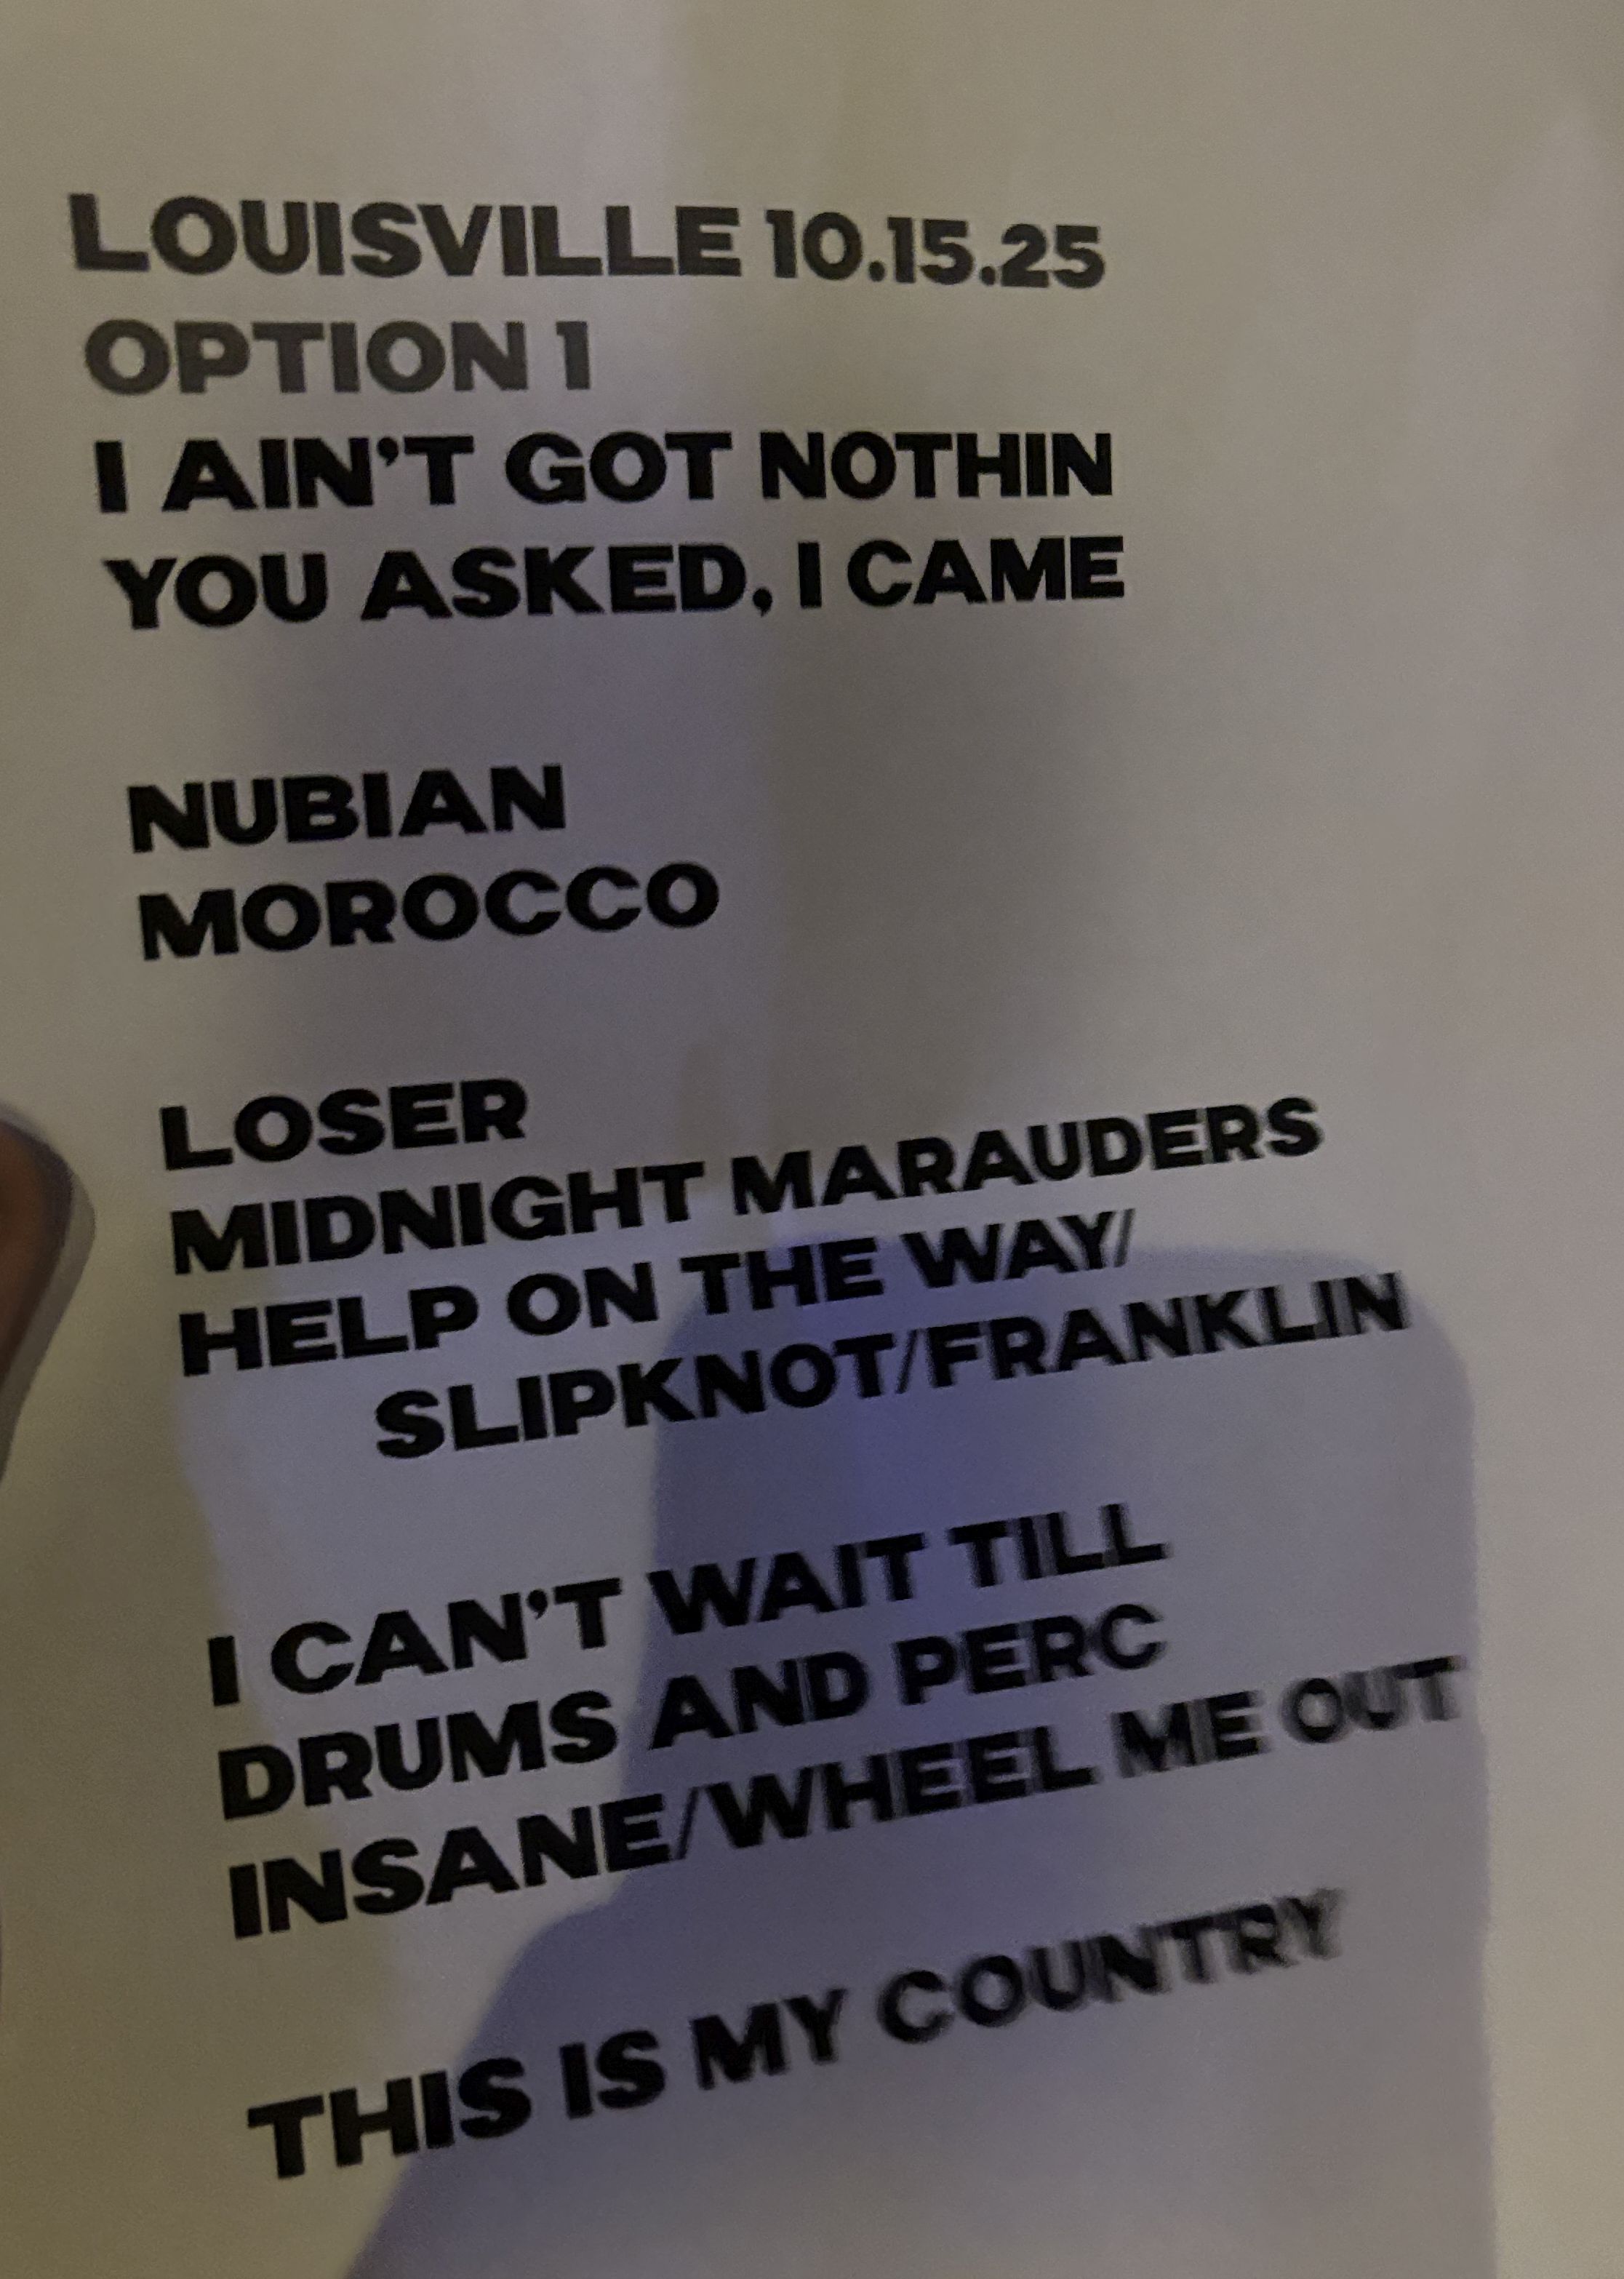 LOUISVILLE 10.15.25
OPTION 1
I AIN'T GOT NOTHIN
YOU ASKED, I CAME
NUBIAN
MOROCCO
LOSER
MIDNIGHT MARAUDERS
HELP ON THE WAY/
SLIPKNOT/FRANKLIN
I CAN'T WAIT TILL
DRUMS AND PERC
INSANE/WHEEL ME OUT
THIS IS MY COUNTRY